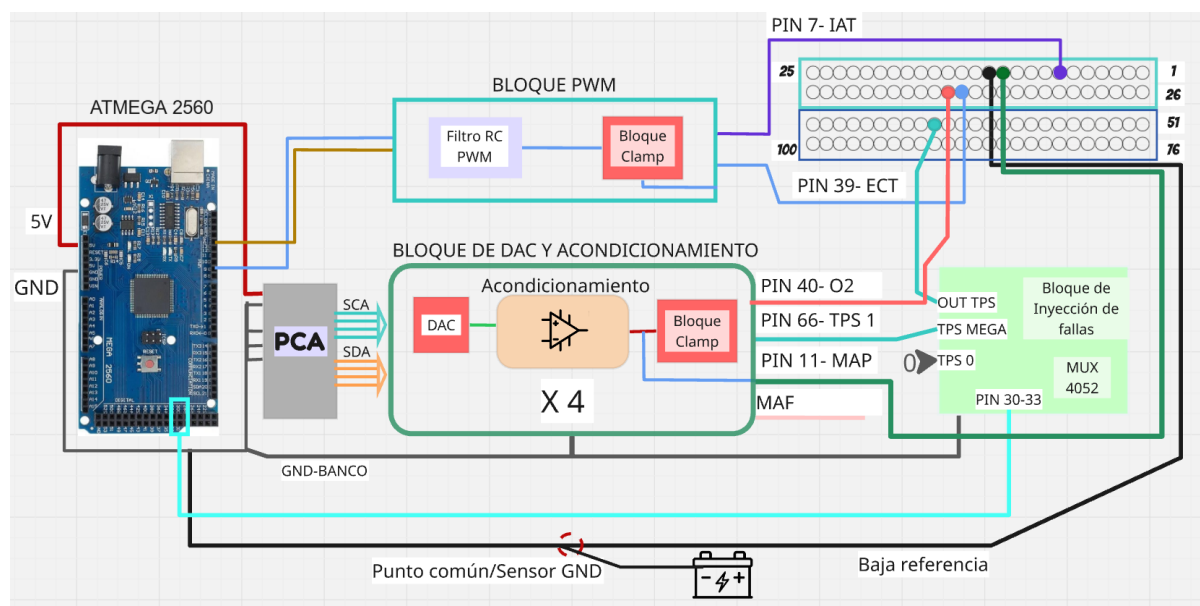 PIN 7- IAT
25
1
26
51
100
76
BLOQUE PWM
Filtro RC
PWM
Bloque
Clamp
PIN 39- ECT
ATMEGA 2560
5V
GND
BLOQUE DE DAC Y ACONDICIONAMIENTO
Acondicionamiento
DAC
Bloque
Clamp
X 4
PCA
SCA
SDA
PIN 40- O2
PIN 66- TPS 1
PIN 11- MAP
MAF
OUT TPS
TPS MEGA
0
TPS 0
Bloque de
Inyección de
fallas
MUX
4052
PIN 30-33
GND-BANCO
Punto común/Sensor GND
Baja referencia